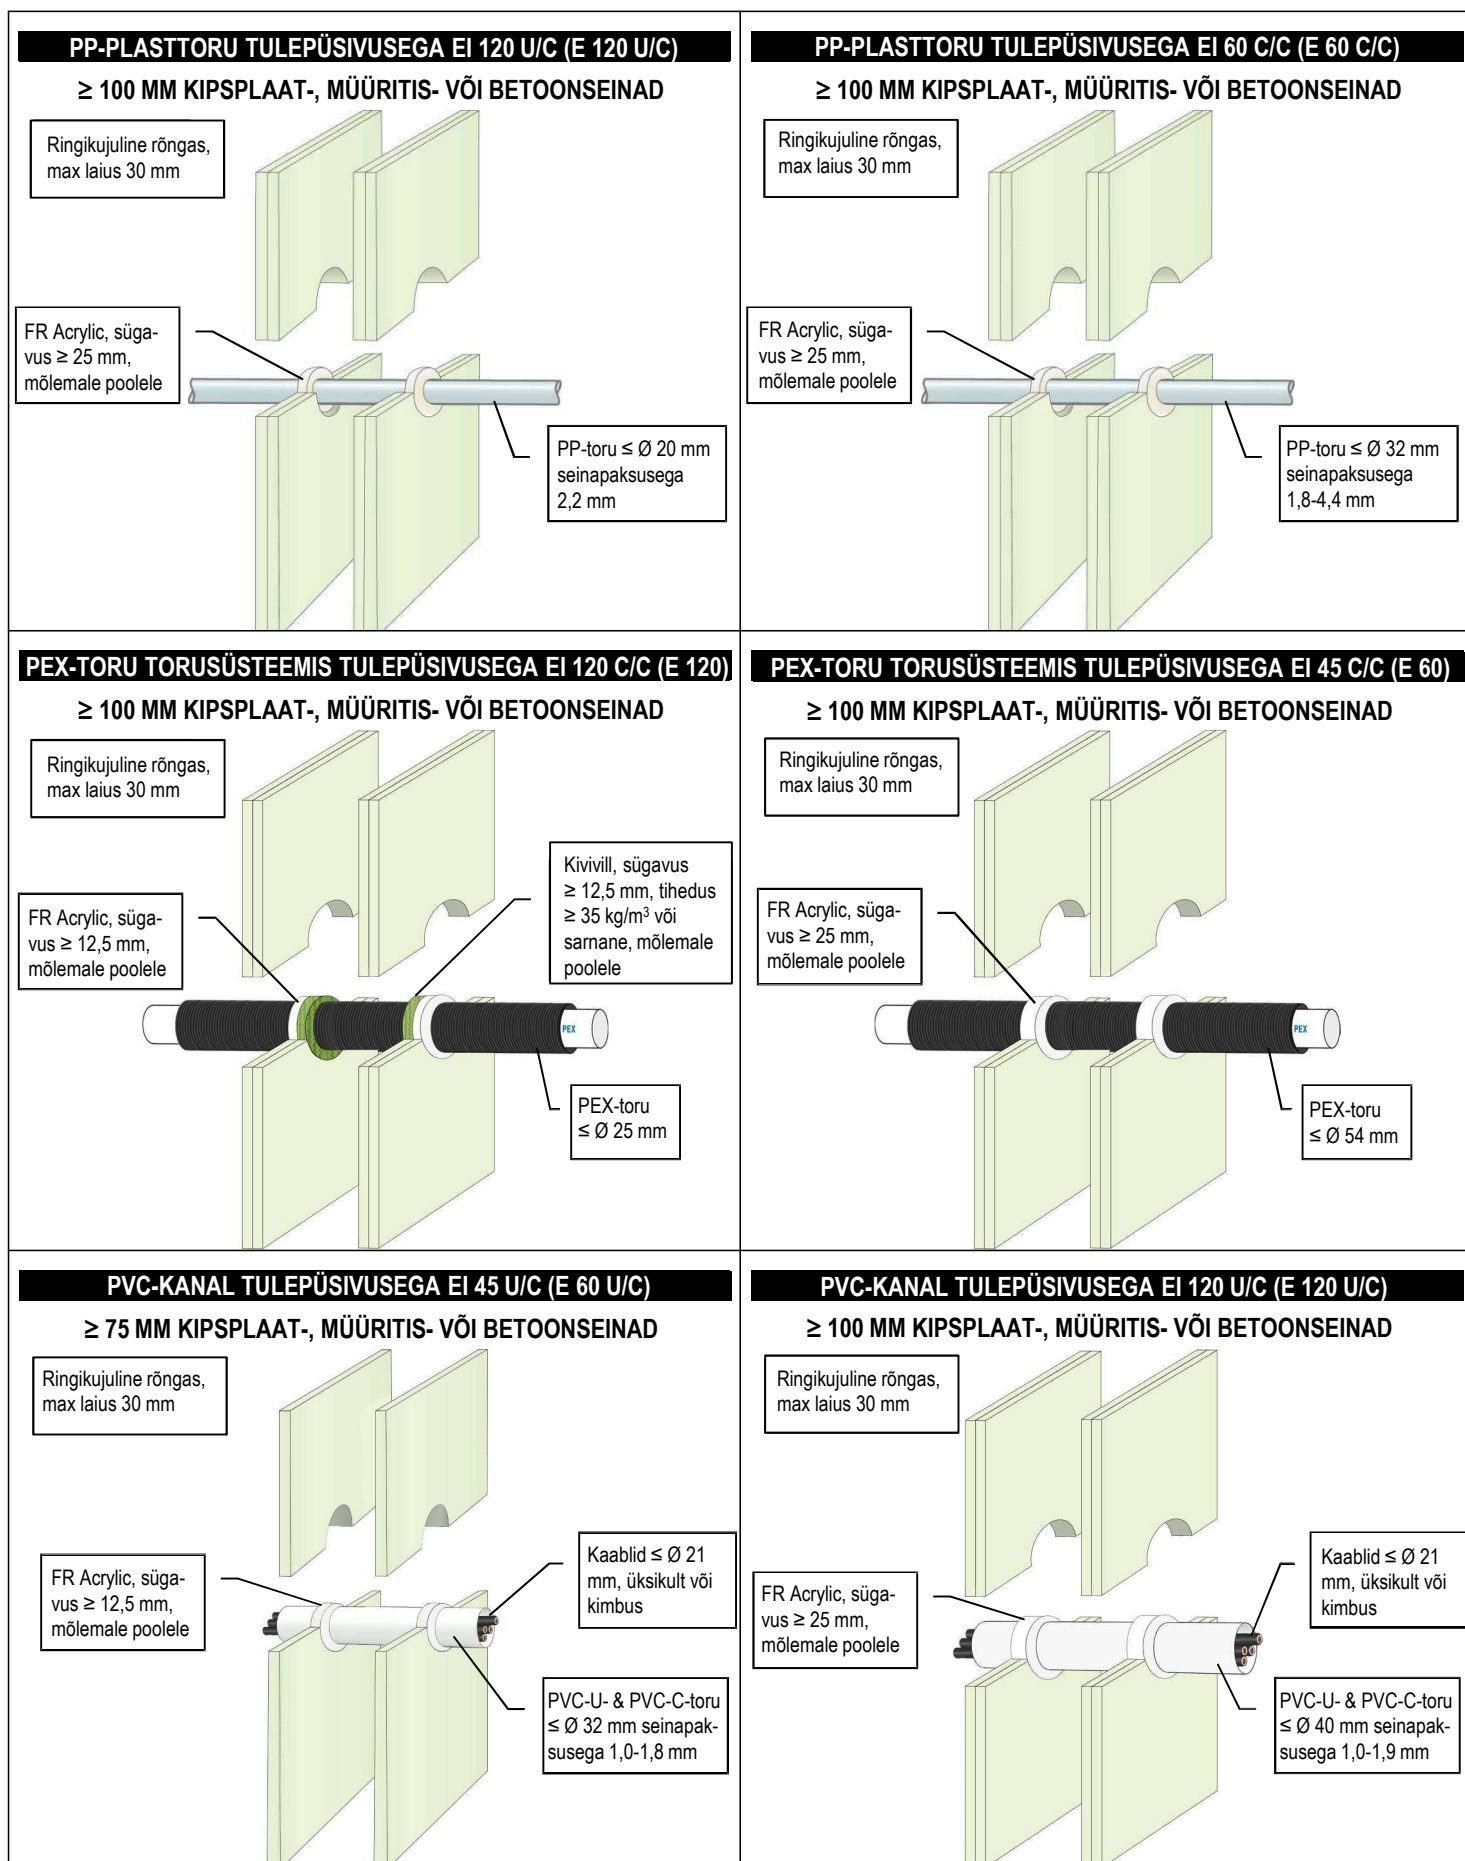 PP-PLASTTORU TULEPÜSIVUSEGA EI 120 U/C (E 120 U/C)
≥ 100 MM KIPSPLAAT-, MÜÜRITIS- VÕI BETOONSEINAD
Ringikujuline rõngas,
max laius 30 mm
FR Acrylic, süga-
vus ≥ 25 mm,
mõlemale poolele
PP-toru ≤ Ø 20 mm
seinapaksusega
2,2 mm
PP-PLASTTORU TULEPÜSIVUSEGA EI 60 C/C (E 60 C/C)
≥ 100 MM KIPSPLAAT-, MÜÜRITIS- VÕI BETOONSEINAD
Ringikujuline rõngas,
max laius 30 mm
FR Acrylic, süga-
vus ≥ 25 mm,
mõlemale poolele
PP-toru ≤ Ø 32 mm
seinapaksusega
1,8-4,4 mm
PEX-TORU TORUSÜSTEEMIS TULEPÜSIVUSEGA EI 120 C/C (E 120)
≥ 100 MM KIPSPLAAT-, MÜÜRITIS- VÕI BETOONSEINAD
Ringikujuline rõngas,
max laius 30 mm
Kivivill, sügavus
≥ 12,5 mm, tihedus
≥ 35 kg/m³ või
sarnane, mõlemale
poolele
FR Acrylic, süga-
vus ≥ 12,5 mm,
mõlemale poolele
PEX
PEX-toru
≤ Ø 25 mm
PEX-TORU TORUSÜSTEEMIS TULEPÜSIVUSEGA EI 45 C/C (E 60)
≥ 100 MM KIPSPLAAT-, MÜÜRITIS- VÕI BETOONSEINAD
Ringikujuline rõngas,
max laius 30 mm
FR Acrylic, süga-
vus ≥ 25 mm,
mõlemale poolele
PEX
PEX-toru
≤ Ø 54 mm
PVC-KANAL TULEPÜSIVUSEGA EI 45 U/C (E 60 U/C)
≥ 75 MM KIPSPLAAT-, MÜÜRITIS- VÕI BETOONSEINAD
Ringikujuline rõngas,
max laius 30 mm
Kaablid ≤ Ø 21
mm, üksikult või
kimbus
FR Acrylic, süga-
vus ≥ 12,5 mm,
mõlemale poolele
PVC-U- & PVC-C-toru
≤ Ø 32 mm seinapak-
susega 1,0-1,8 mm
PVC-KANAL TULEPÜSIVUSEGA EI 120 U/C (E 120 U/C)
≥ 100 MM KIPSPLAAT-, MÜÜRITIS- VÕI BETOONSEINAD
Ringikujuline rõngas,
max laius 30 mm
Kaablid ≤ Ø 21
mm, üksikult või
kimbus
FR Acrylic, süga-
vus ≥ 25 mm,
mõlemale poolele
PVC-U- & PVC-C-toru
≤ Ø 40 mm seinapak-
susega 1,0-1,9 mm